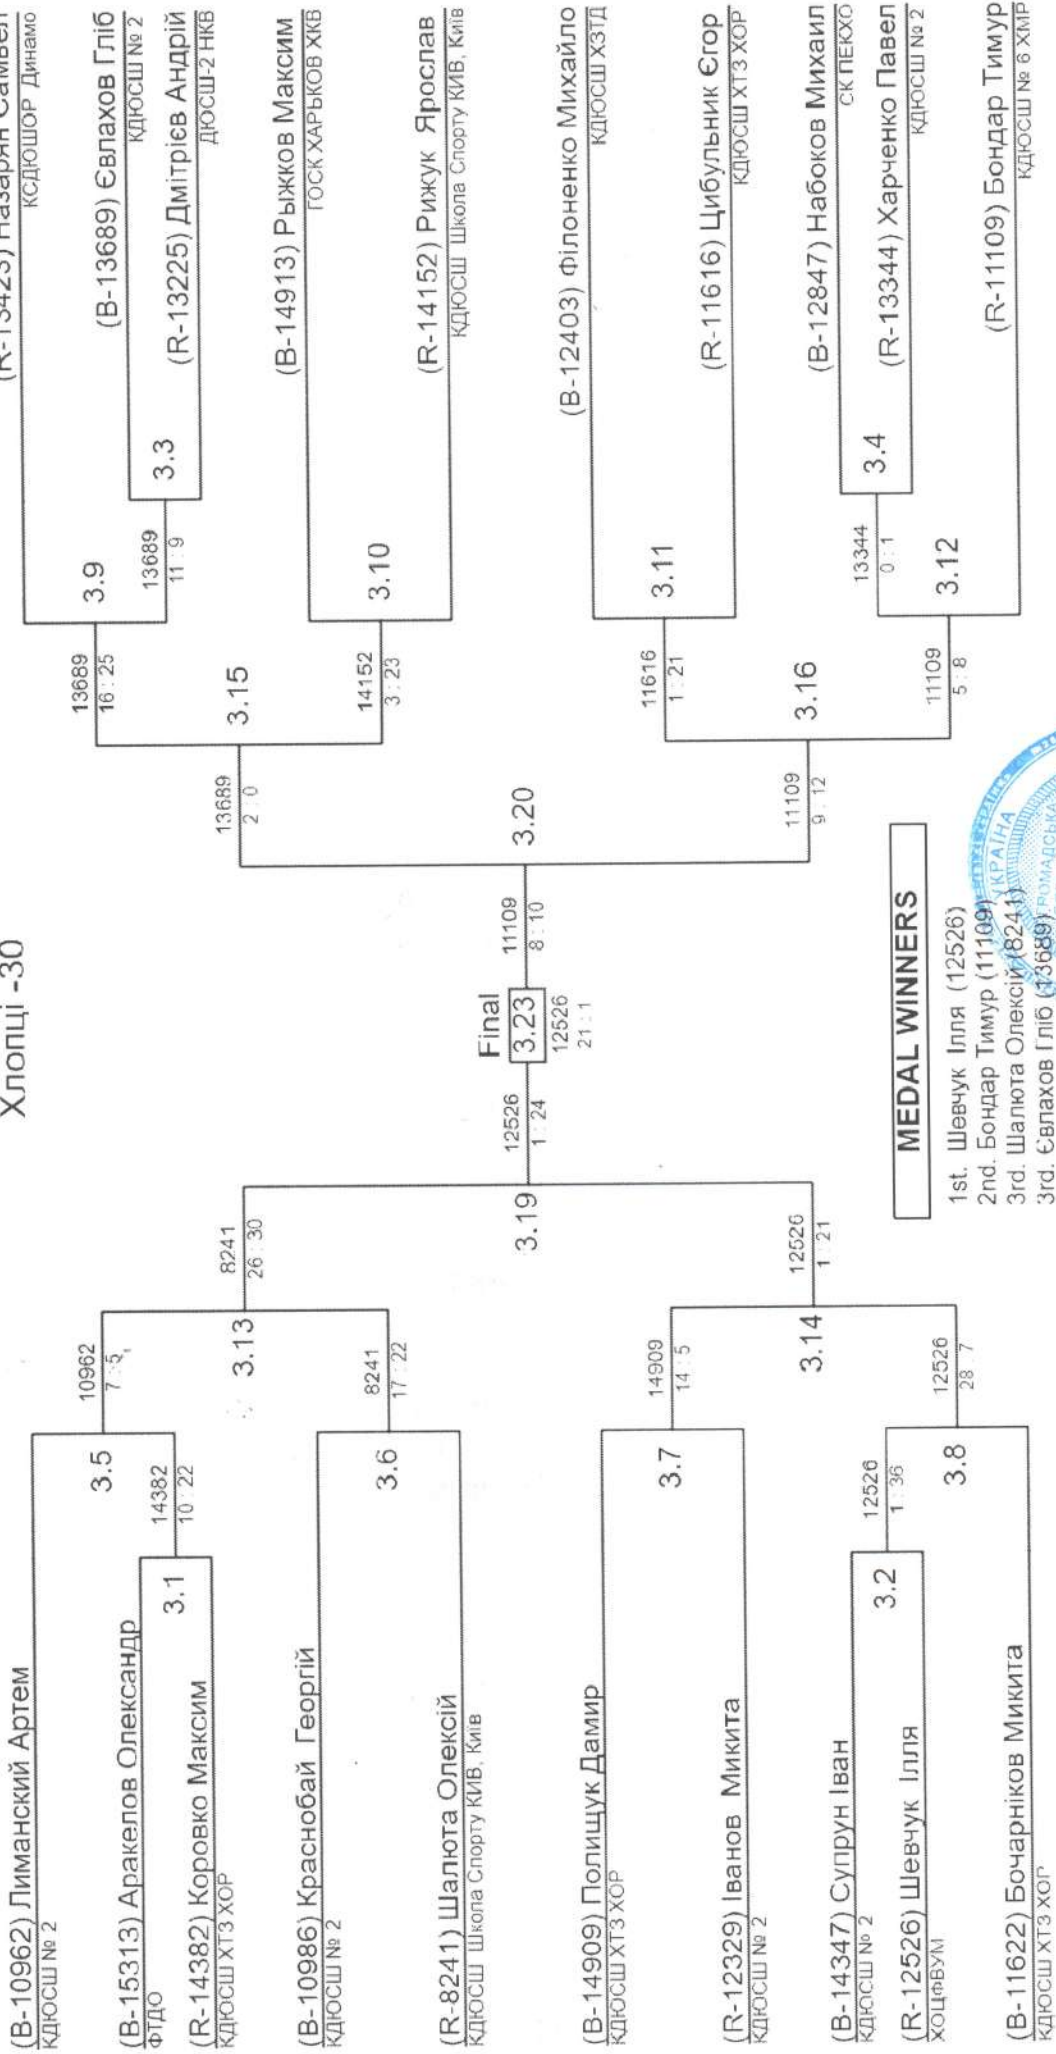 Хлопці -30
(B-10962) Лиманский Артем
КДЮСШ № 2
(B-15313) Аракелов Олександр
ФТДО
(R-14382) Коровко Максим
КДЮСШ ХТЗ ХОР
(B-10986) Краснобай Георгій
КДЮСШ № 2
(R-8241) Шалюта Олексій
КДЮСШ Школа Спорту КИВ, Київ
(B-14909) Полищук Дамир
КДЮСШ ХТЗ ХОР
(R-12329) Іванов Микита
КДЮСШ № 2
(B-14347) Супрун Іван
КДЮСШ № 2
(R-12526) Шевчук Ілля
ХОЦФВУМ
(B-11622) Бочарніков Микита
КДЮСШ ХТЗ ХОР
3.1
14382
10 : 22
3.2
12526
1 : 36
3.5
10962
7 : 5
3.6
8241
17 : 22
3.7
14909
14 : 5
3.8
12526
28 : 7
3.13
8241
26 : 30
3.14
12526
1 : 21
3.19
12526
1 : 24
Final
3.23
12526
21 : 1
11109
8 : 10
3.20
13689
2 : 0
11109
9 : 12
3.15
13689
16 : 25
14152
3 : 23
3.16
11616
1 : 21
11109
5 : 8
3.9
13689
11 : 9
3.3
3.10
3.11
3.12
13344
0 : 1
3.4
Назарян Самвел
КСДЮШОР Динамо
(B-13689) Євлахов Гліб
КДЮСШ № 2
(R-13225) Дмітрієв Андрій
ДЮСШ-2 НКВ
(B-14913) Рыжков Максим
ГОСК ХАРЬКОВ ХКВ
(R-14152) Рижук Ярослав
КДЮСШ Школа Спорту КИВ, Київ
(B-12403) Філоненко Михайло
КДЮСШ ХЗТД
(R-11616) Цибульник Єгор
КДЮСШ ХТЗ ХОР
(B-12847) Набоков Михаил
СК ПЕКХО
(R-13344) Харченко Павел
КДЮСШ № 2
(R-11109) Бондар Тимур
КДЮСШ № 6 ХМР
MEDAL WINNERS
1st. Шевчук Ілля (12526)
2nd. Бондар Тимур (11109)
3rd. Шалюта Олексій (8241)
3rd. Євлахов Гліб (13689)
УКРАЇНА